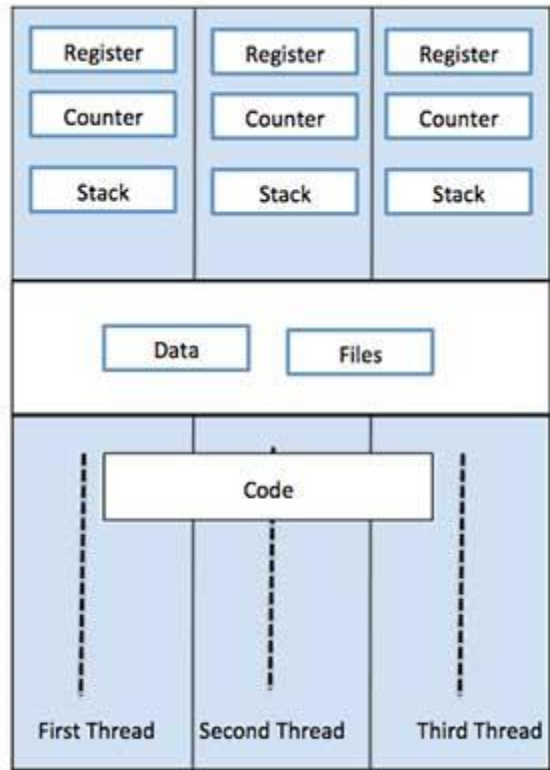 Register Register Register
Counter Counter Counter
Stack Stack Stack
Data Files
Code
First Thread Second Thread Third Thread